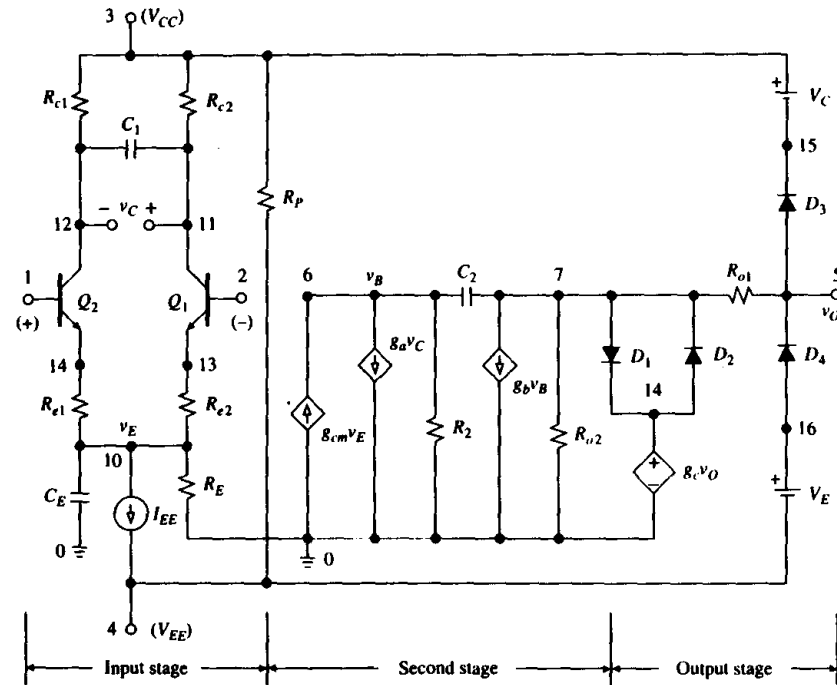 3 (V_CC)
R_c1
R_c2
C_1
V_C
15
R_P
D_3
12 − v_C + 11
1
2
6
v_B
C_2
7
R_o1
5
(+)
Q_2
Q_1
(−)
v_O
g_a v_C
g_b v_B
D_1
D_2
D_4
14
13
14
R_e1
v_E
R_e2
g_cm v_E
R_2
R_o2
16
10
+
−
g_c v_O
+
V_E
C_E
I_EE
R_E
0
0
4 (V_EE)
Input stage
Second stage
Output stage